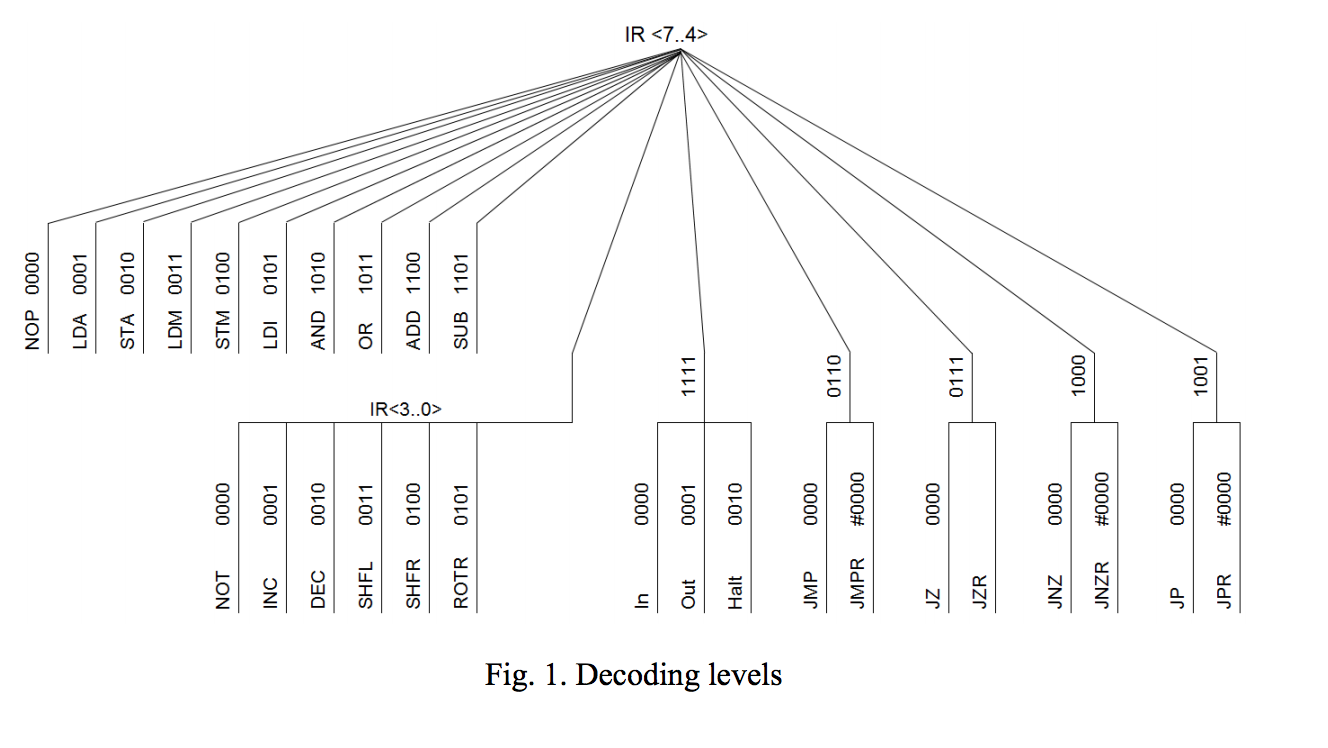 IR <7..4>
NOP 0000
LDA 0001
STA 0010
LDM 0011
STM 0100
LDI 0101
AND 1010
OR 1011
ADD 1100
SUB 1101
1111
0110
0111
1000
1001
IR<3..0>
NOT 0000
INC 0001
DEC 0010
SHFL 0011
SHFR 0100
ROTR 0101
In 0000
Out 0001
Halt 0010
JMP 0000
JMPR #0000
JZ 0000
JZR
JNZ 0000
JNZR #0000
JP 0000
JPR #0000
Fig. 1. Decoding levels